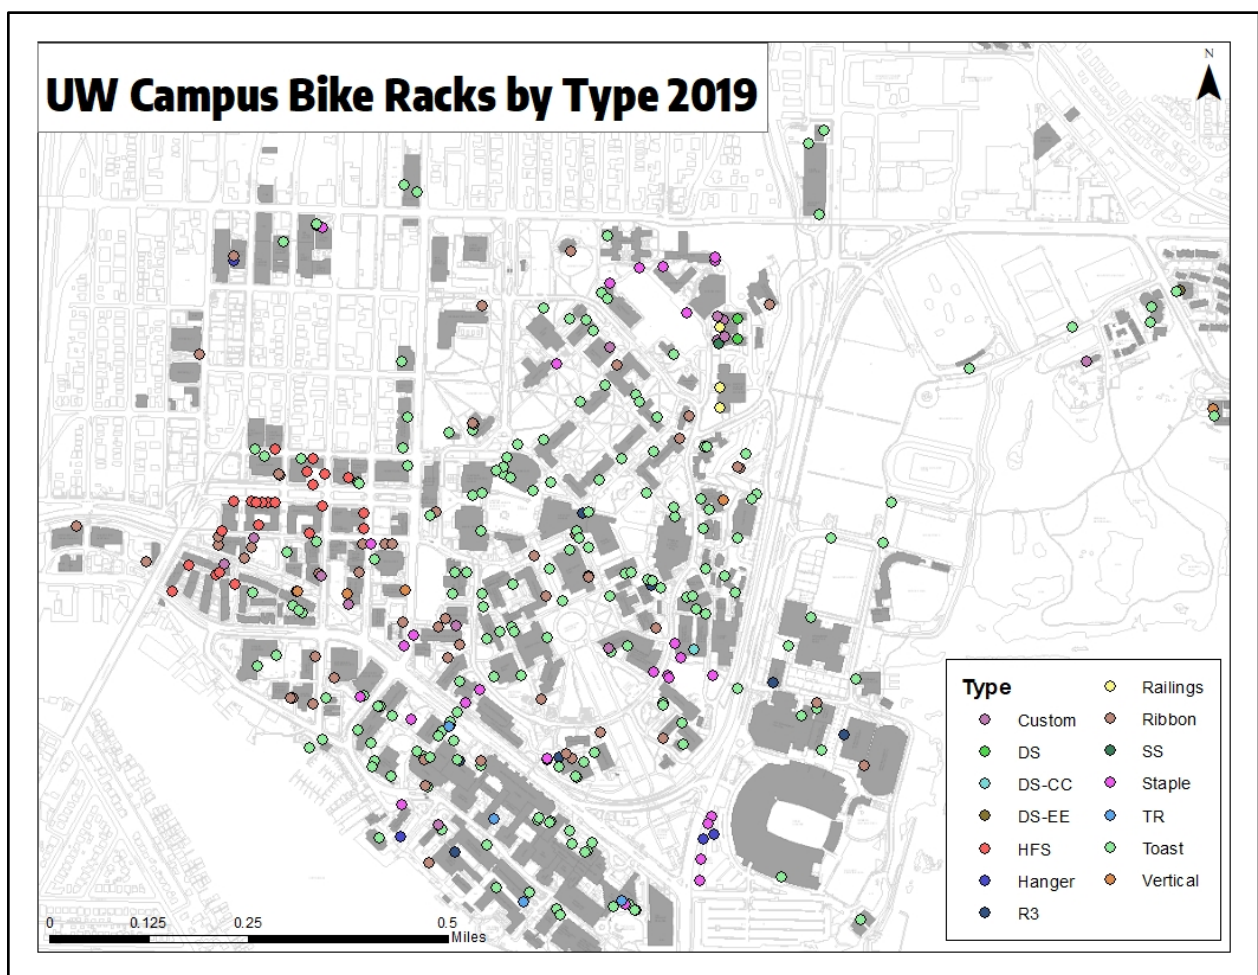 UW Campus Bike Racks by Type 2019
N
Type
Custom
DS
DS-CC
DS-EE
HFS
Hanger
R3
Railings
Ribbon
SS
Staple
TR
Toast
Vertical
0 0.125 0.25 0.5
Miles